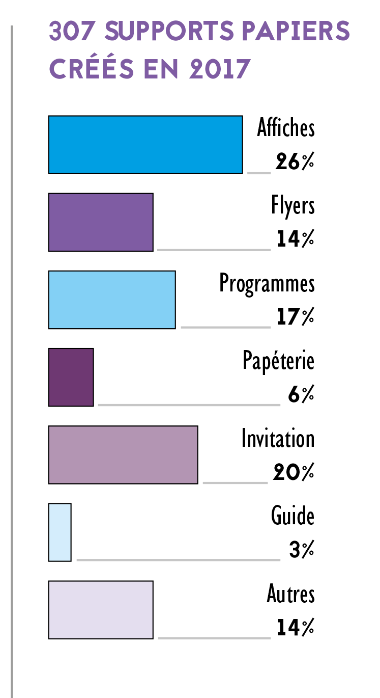 307 SUPPORTS PAPIERS
CRÉÉS EN 2017
Affiches
26%
Flyers
14%
Programmes
17%
Papéterie
6%
Invitation
20%
Guide
3%
Autres
14%